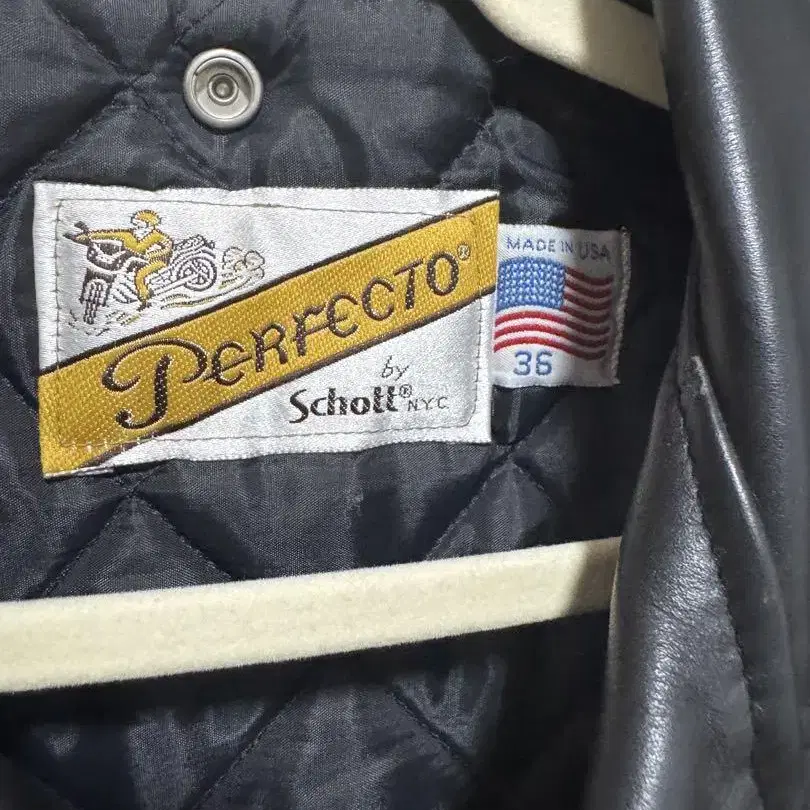 PERFECTO®
by
Schott® N.Y.C.
MADE IN USA
36